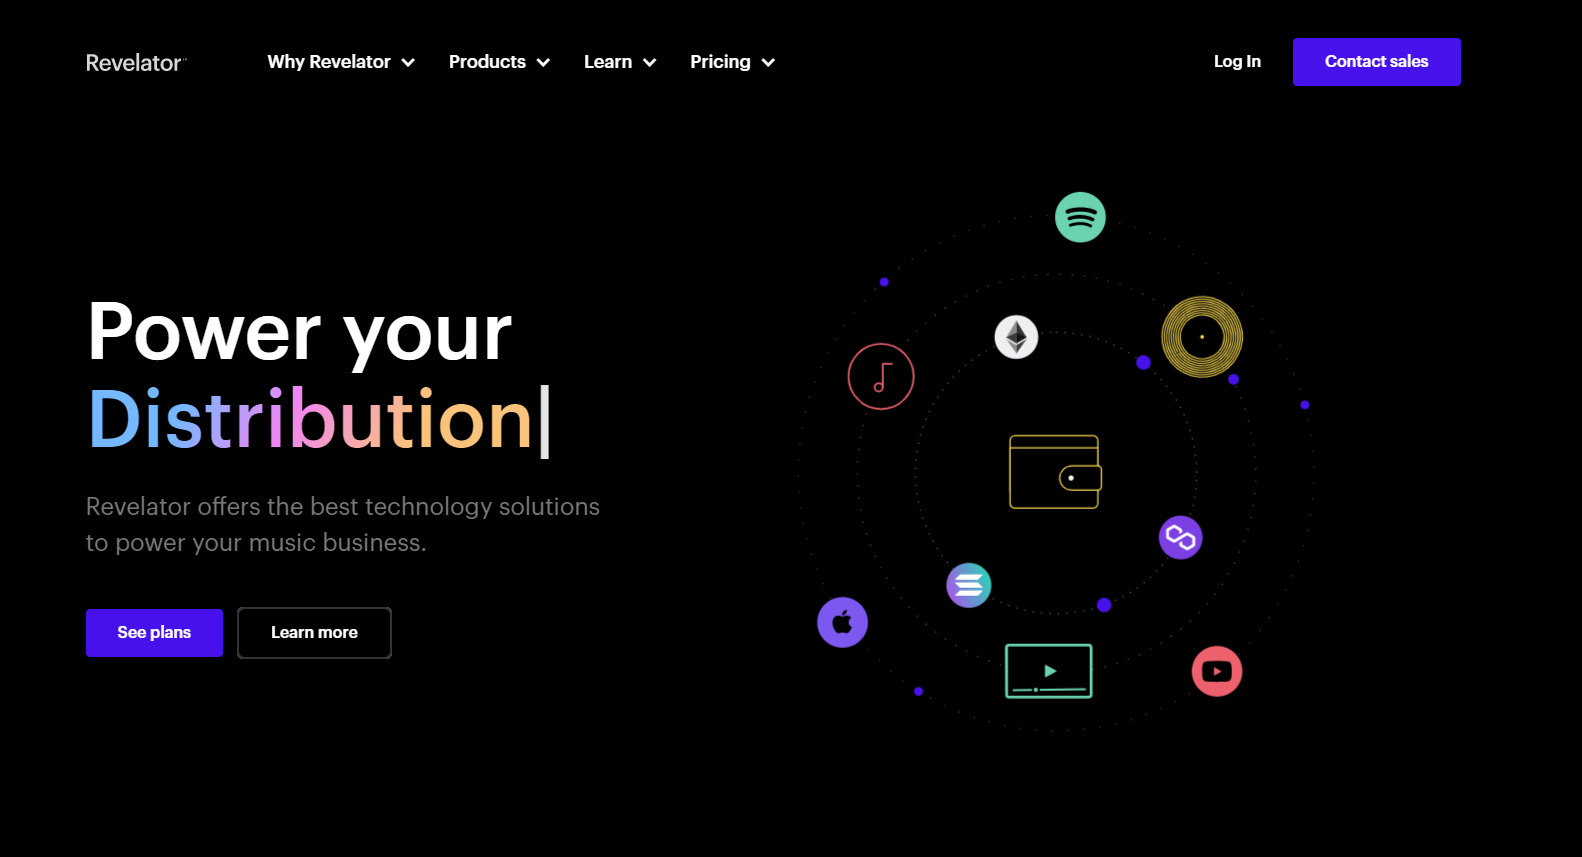 Revelator™
Why Revelator
Products
Learn
Pricing
Log In
Contact sales
Power your
Distribution
Revelator offers the best technology solutions
to power your music business.
See plans
Learn more